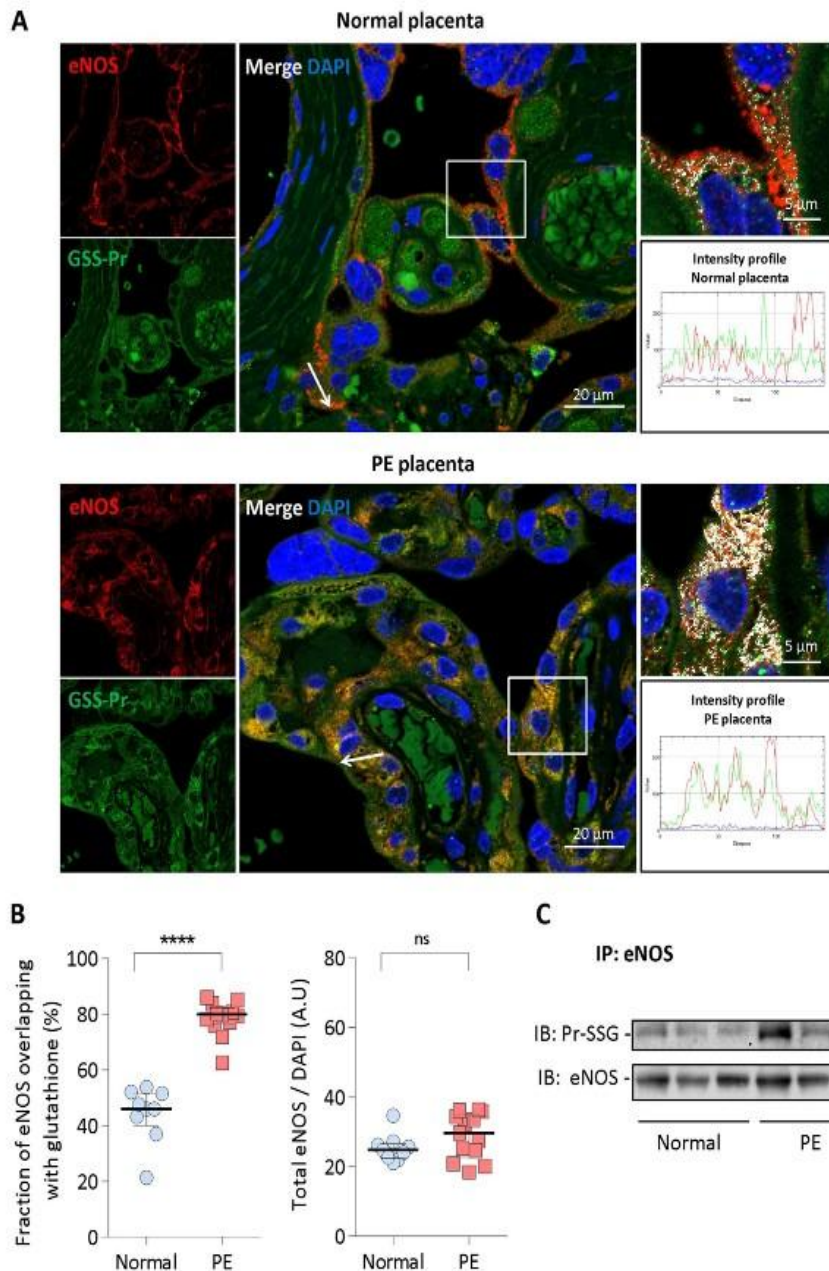 A
Normal placenta
eNOS
Merge DAPI
5 µm
GSS-Pr
20 µm
Intensity profile
Normal placenta
PE placenta
eNOS
Merge DAPI
5 µm
GSS-Pr
20 µm
Intensity profile
PE placenta
B
****
Fraction of eNOS overlapping
with glutathione (%)
100
80
60
40
20
0
Normal PE
ns
Total eNOS / DAPI (A.U)
80
60
40
20
0
Normal PE
C
IP: eNOS
IB: Pr-SSG -
IB: eNOS -
Normal PE